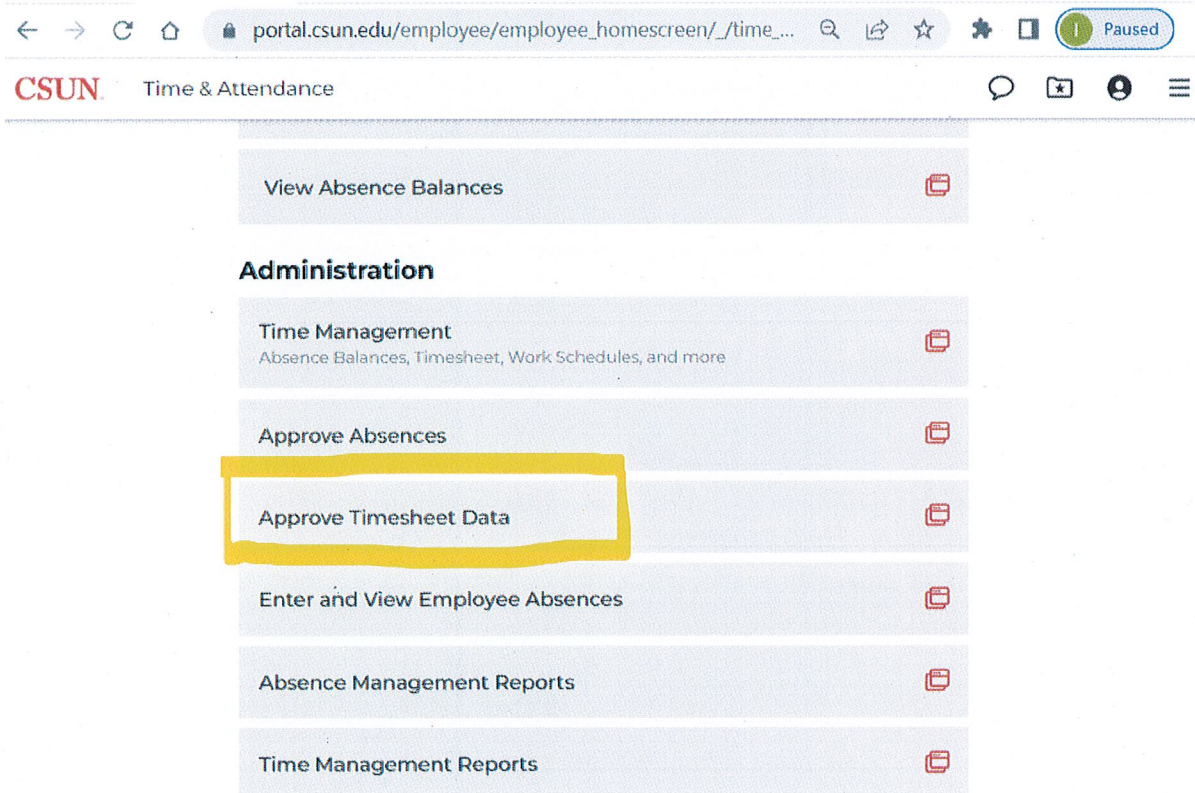 portal.csun.edu/employee/employee_homescreen/_/time_...
I
Paused
CSUN. Time & Attendance
View Absence Balances
Administration
Time Management
Absence Balances, Timesheet, Work Schedules, and more
Approve Absences
Approve Timesheet Data
Enter and View Employee Absences
Absence Management Reports
Time Management Reports